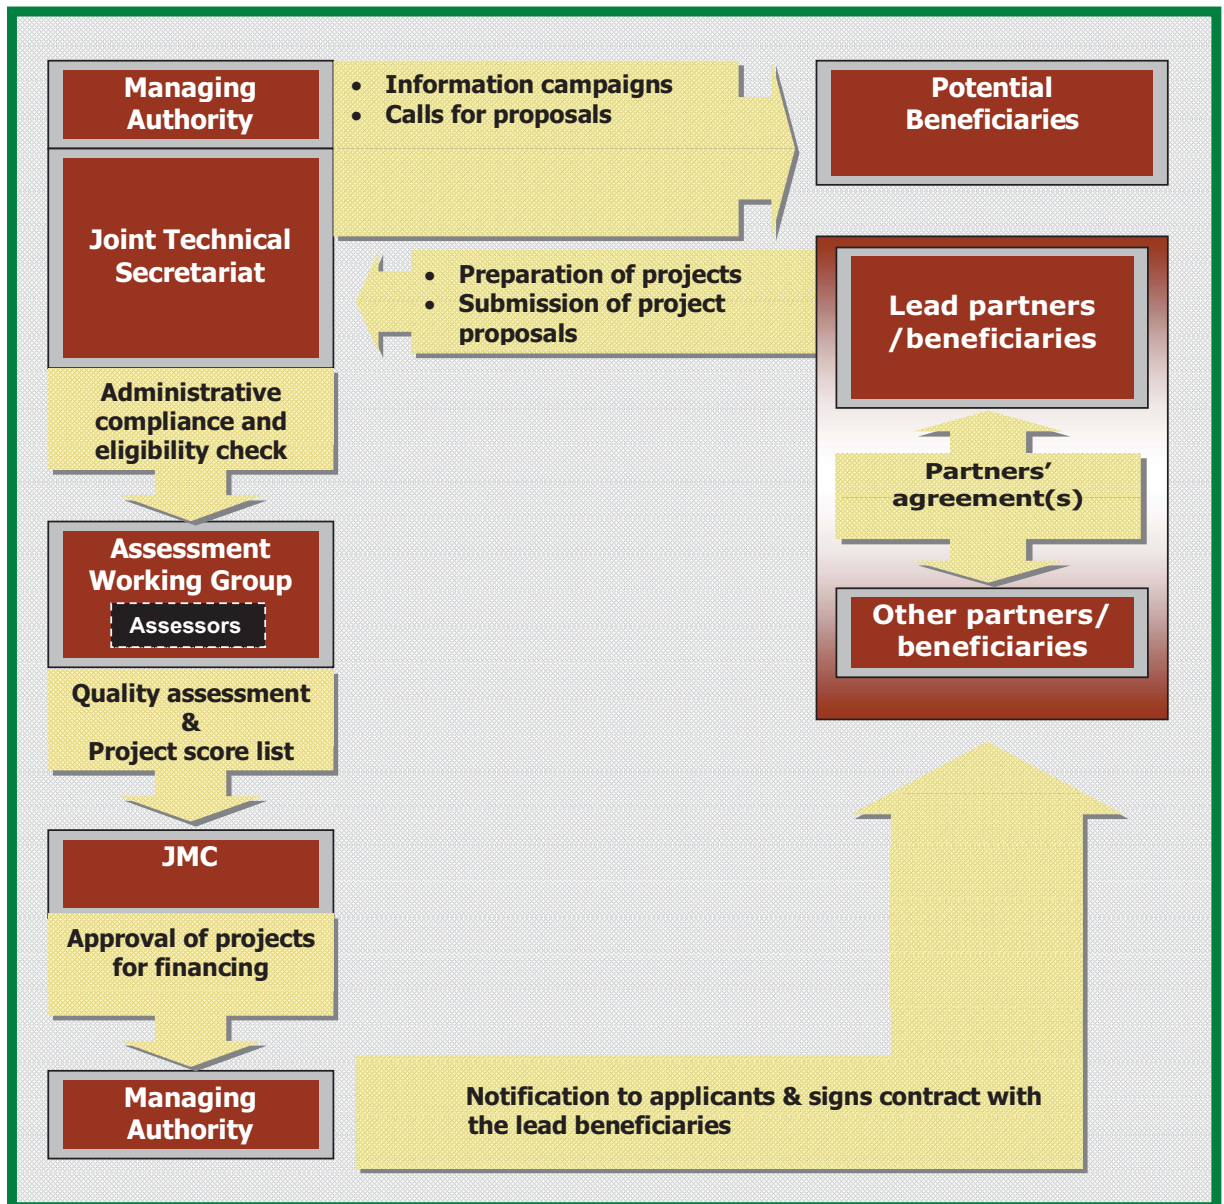 Managing
Authority
• Information campaigns
• Calls for proposals
Potential
Beneficiaries
Joint Technical
Secretariat
• Preparation of projects
• Submission of project
proposals
Lead partners
/beneficiaries
Partners’
agreement(s)
Other partners/
beneficiaries
Administrative
compliance and
eligibility check
Assessment
Working Group
Assessors
Quality assessment
&
Project score list
JMC
Approval of projects
for financing
Managing
Authority
Notification to applicants & signs contract with
the lead beneficiaries